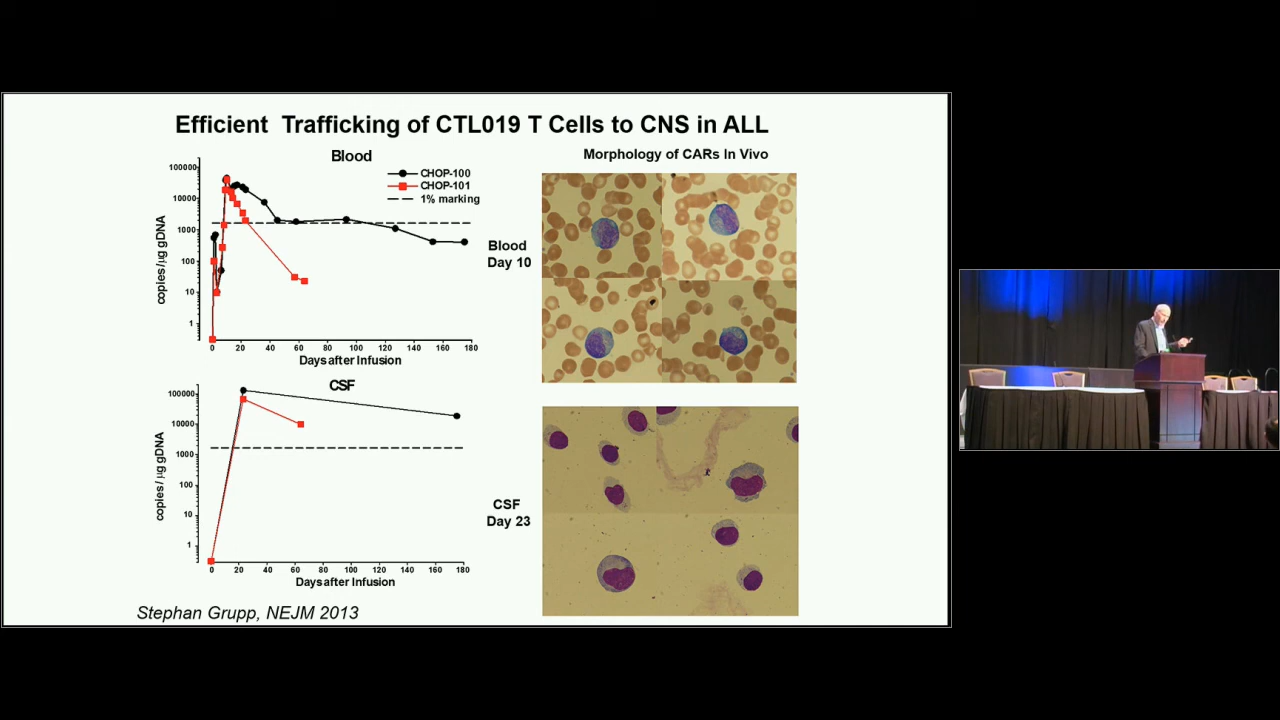 Efficient Trafficking of CTL019 T Cells to CNS in ALL
Blood
CHOP-100
CHOP-101
1% marking
100000
10000
1000
100
10
1
copies/µg gDNA
0 20 40 60 80 100 120 140 160 180
Days after Infusion
CSF
100000
10000
1000
100
10
1
copies/ µg gDNA
0 20 40 60 80 100 120 140 160 180
Days after Infusion
Stephan Grupp, NEJM 2013
Morphology of CARs In Vivo
Blood
Day 10
CSF
Day 23